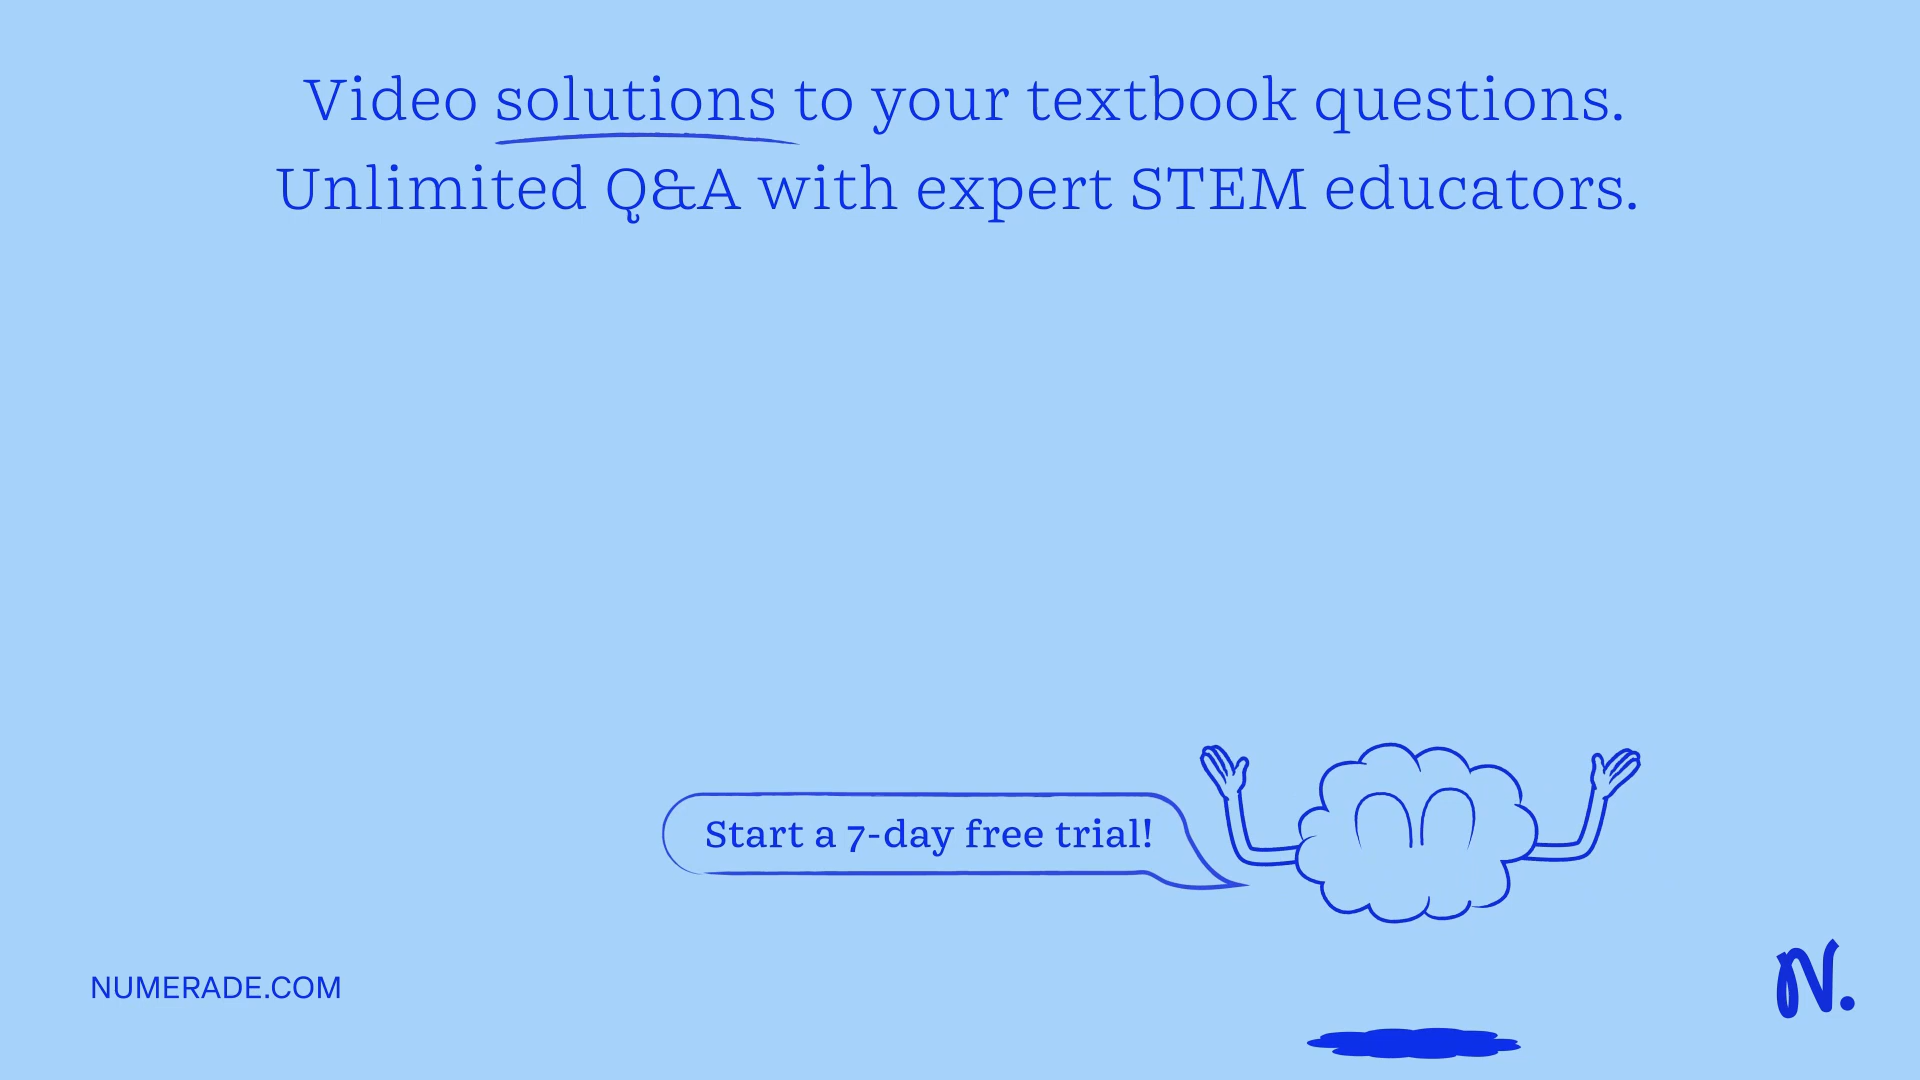 Video solutions to your textbook questions.
Unlimited Q&A with expert STEM educators.
Start a 7-day free trial!
NUMERADE.COM
N.